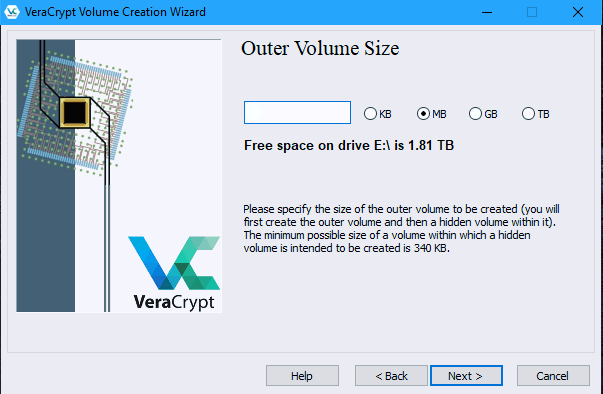 VeraCrypt Volume Creation Wizard
Outer Volume Size
KB MB GB TB
Free space on drive E:\ is 1.81 TB
Please specify the size of the outer volume to be created (you will
first create the outer volume and then a hidden volume within it).
The minimum possible size of a volume within which a hidden
volume is intended to be created is 340 KB.
VeraCrypt
Help < Back Next > Cancel